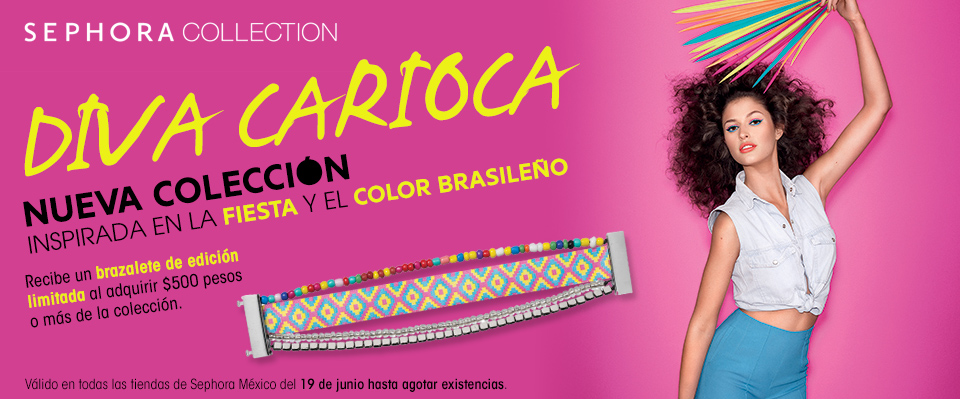 SEPHORA COLLECTION
DIVA CARIOCA
NUEVA COLECCIÓN
INSPIRADA EN LA FIESTA Y EL COLOR BRASILEÑO
Recibe un brazalete de edición
limitada al adquirir $500 pesos
o más de la colección.
Válido en todas las tiendas de Sephora México del 19 de junio hasta agotar existencias.